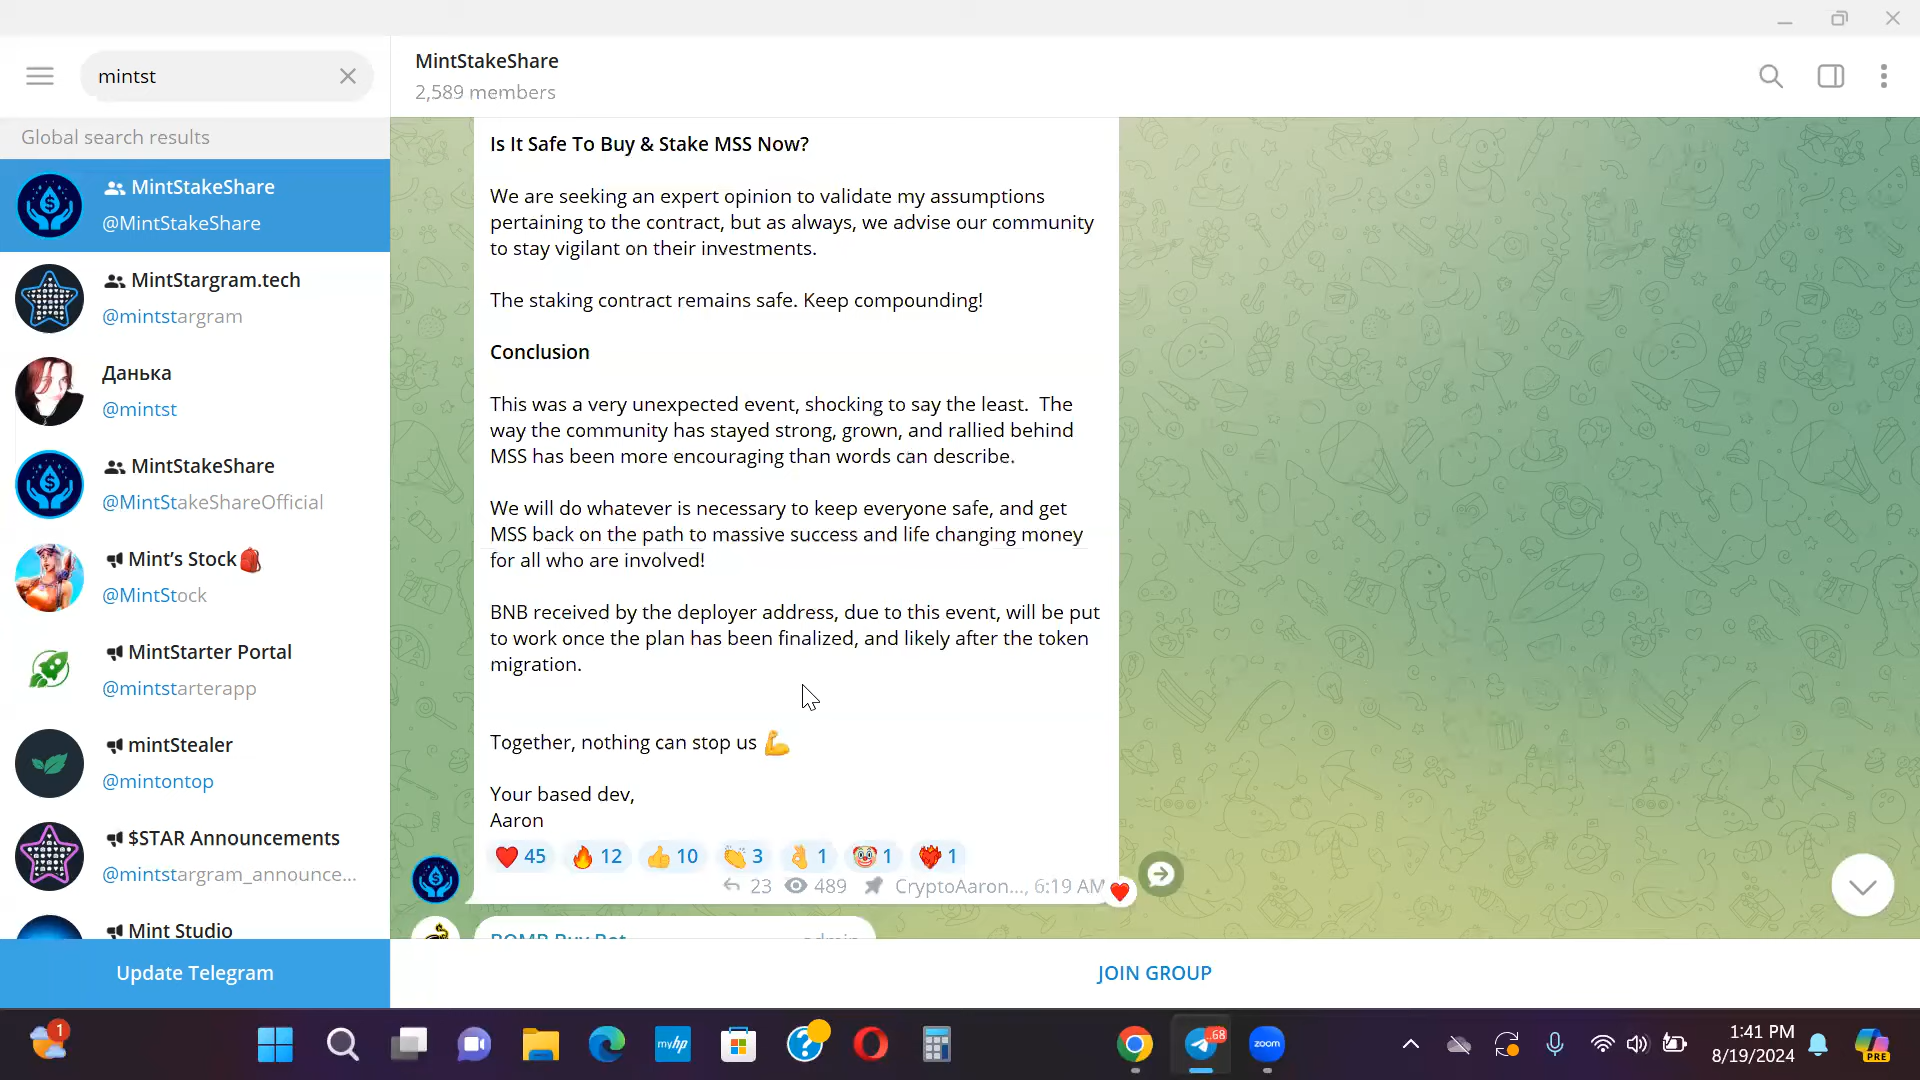 mintst
MintStakeShare
2,589 members
Global search results
MintStakeShare
@MintStakeShare
MintStargram.tech
@mintstargram
Данька
@mintst
MintStakeShare
@MintStakeShareOfficial
Mint's Stock
@MintStock
MintStarter Portal
@mintstarterapp
mintStealer
@mintontop
$STAR Announcements
@mintstargram_announce...
Mint Studio
Update Telegram
Is It Safe To Buy & Stake MSS Now?
We are seeking an expert opinion to validate my assumptions
pertaining to the contract, but as always, we advise our community
to stay vigilant on their investments.
The staking contract remains safe. Keep compounding!
Conclusion
This was a very unexpected event, shocking to say the least.  The
way the community has stayed strong, grown, and rallied behind
MSS has been more encouraging than words can describe.
We will do whatever is necessary to keep everyone safe, and get
MSS back on the path to massive success and life changing money
for all who are involved!
BNB received by the deployer address, due to this event, will be put
to work once the plan has been finalized, and likely after the token
migration.
Together, nothing can stop us 💪
Your based dev,
Aaron
❤️ 45 🔥 12 👍 10 👏 3 👌 1 🤡 1 ❤️‍🔥 1
23 489 CryptoAaron..., 6:19 AM
BOMB Buy Bot admin
JOIN GROUP
1
myhp
68
zoom
1:41 PM
8/19/2024
PRE